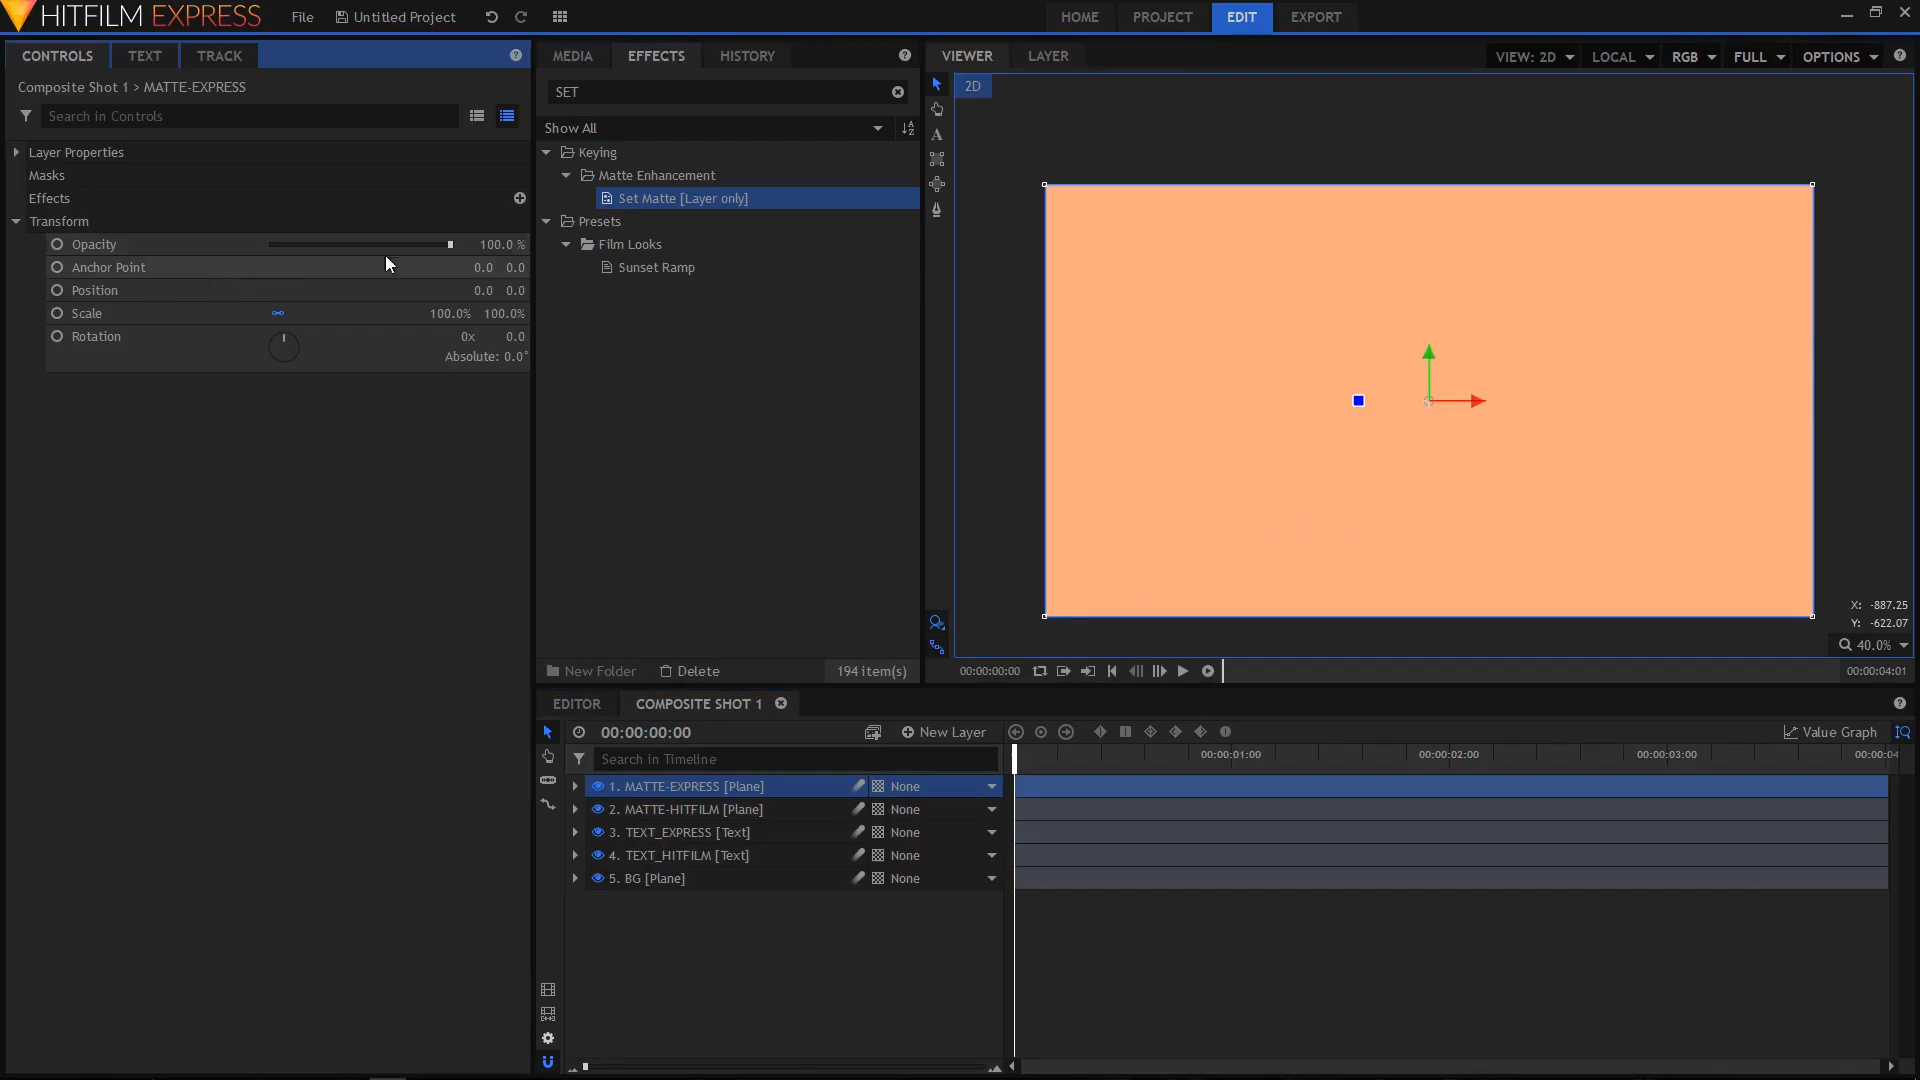 HITFILM EXPRESS
File
Untitled Project
HOME
PROJECT
EDIT
EXPORT
CONTROLS
TEXT
TRACK
Composite Shot 1 > MATTE-EXPRESS
Search in Controls
Layer Properties
Masks
Effects
Transform
Opacity
100.0 %
Anchor Point
0.0 0.0
Position
0.0 0.0
Scale
100.0% 100.0%
Rotation
0x 0.0
Absolute: 0.0°
MEDIA
EFFECTS
HISTORY
SET
Show All
Keying
Matte Enhancement
Set Matte [Layer only]
Presets
Film Looks
Sunset Ramp
New Folder
Delete
194 item(s)
VIEWER
LAYER
VIEW: 2D
LOCAL
RGB
FULL
OPTIONS
2D
X: -887.25
Y: -622.07
40.0%
00:00:00:00
00:00:04:01
EDITOR
COMPOSITE SHOT 1
00:00:00:00
New Layer
Value Graph
Search in Timeline
00:00:01:00
00:00:02:00
00:00:03:00
00:00:04
1. MATTE-EXPRESS [Plane]
None
2. MATTE-HITFILM [Plane]
None
3. TEXT_EXPRESS [Text]
None
4. TEXT_HITFILM [Text]
None
5. BG [Plane]
None